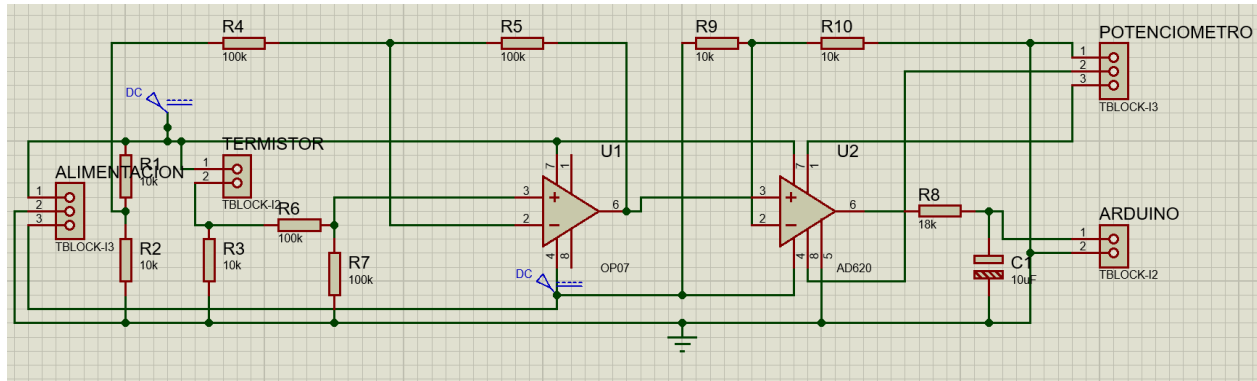 R4
100k
R5
100k
R9
10k
R10
10k
POTENCIOMETRO
1
2
3
TBLOCK-I3
DC
R1
10k
TERMISTOR
1
2
TBLOCK-I2
ALIMENTACION
1
2
3
TBLOCK-I3
R2
10k
R3
10k
R6
100k
R7
100k
U1
7
1
3
2
6
4
8
OP07
DC
U2
7
1
3
2
6
4
8
5
AD620
R8
18k
C1
10uF
ARDUINO
1
2
TBLOCK-I2